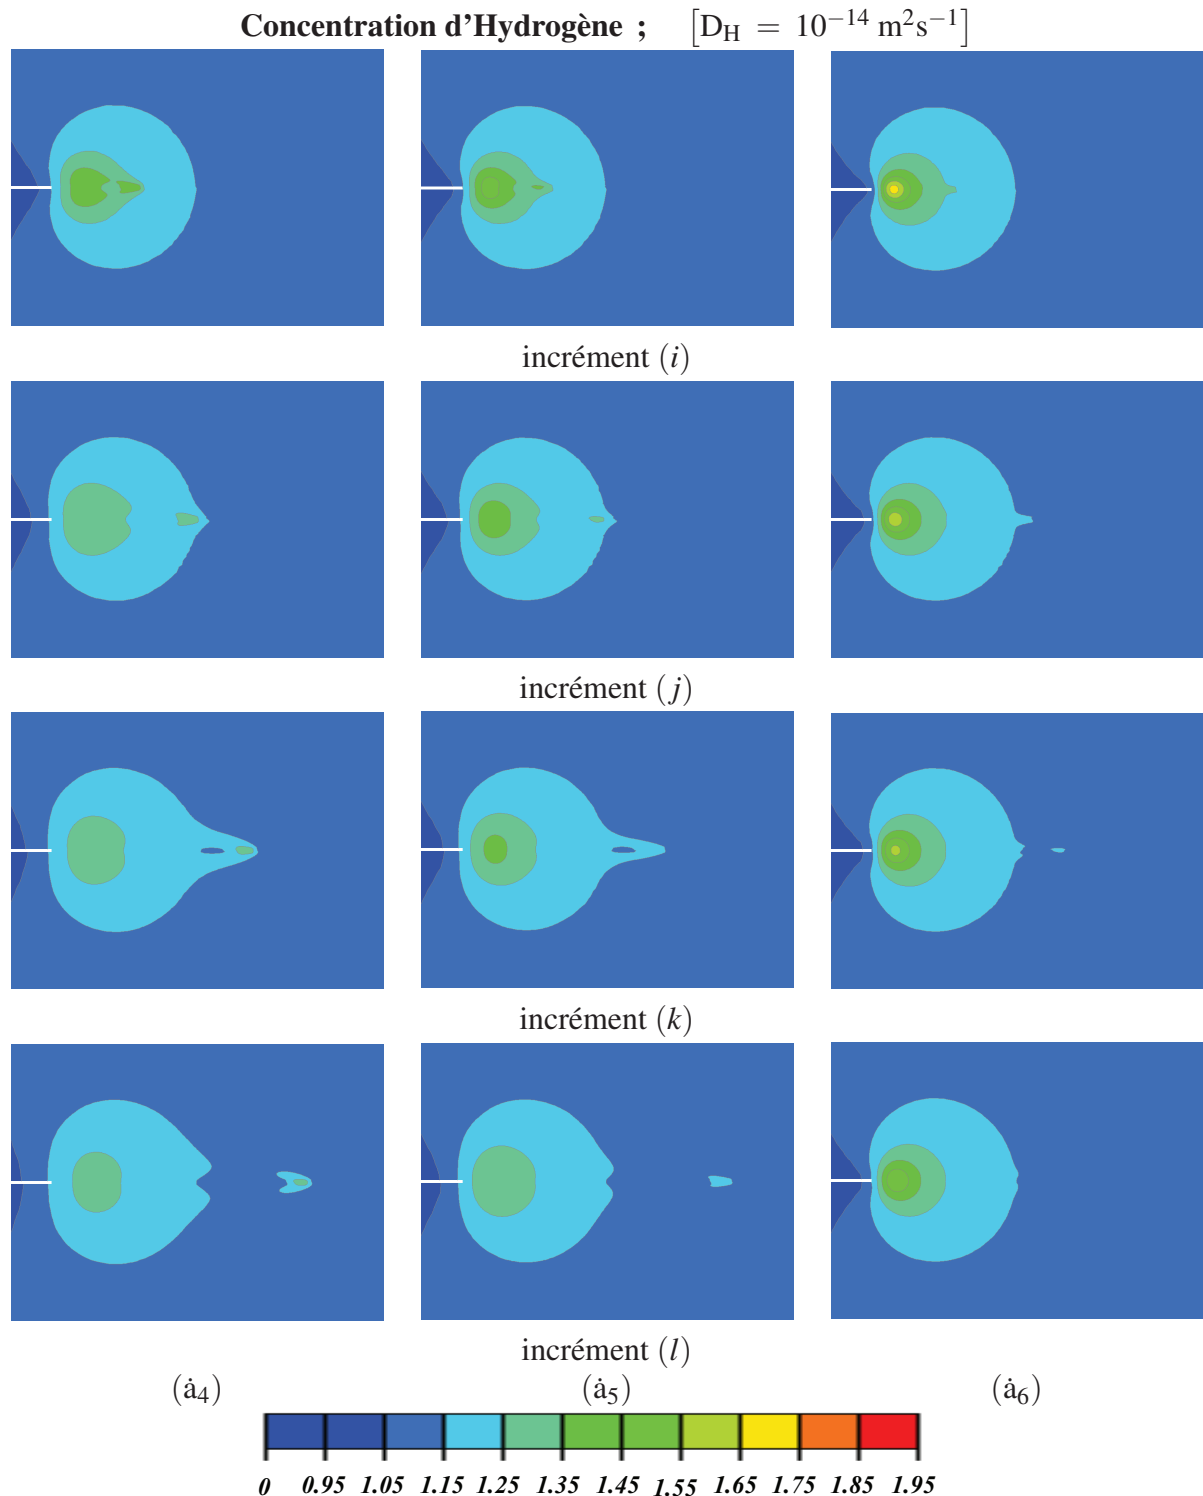 Concentration d'Hydrogène ; [D_H = 10^−14 m²s^−1]
incrément (i)
incrément (j)
incrément (k)
incrément (l)
(ȧ₄) (ȧ₅) (ȧ₆)
0 0.95 1.05 1.15 1.25 1.35 1.45 1.55 1.65 1.75 1.85 1.95